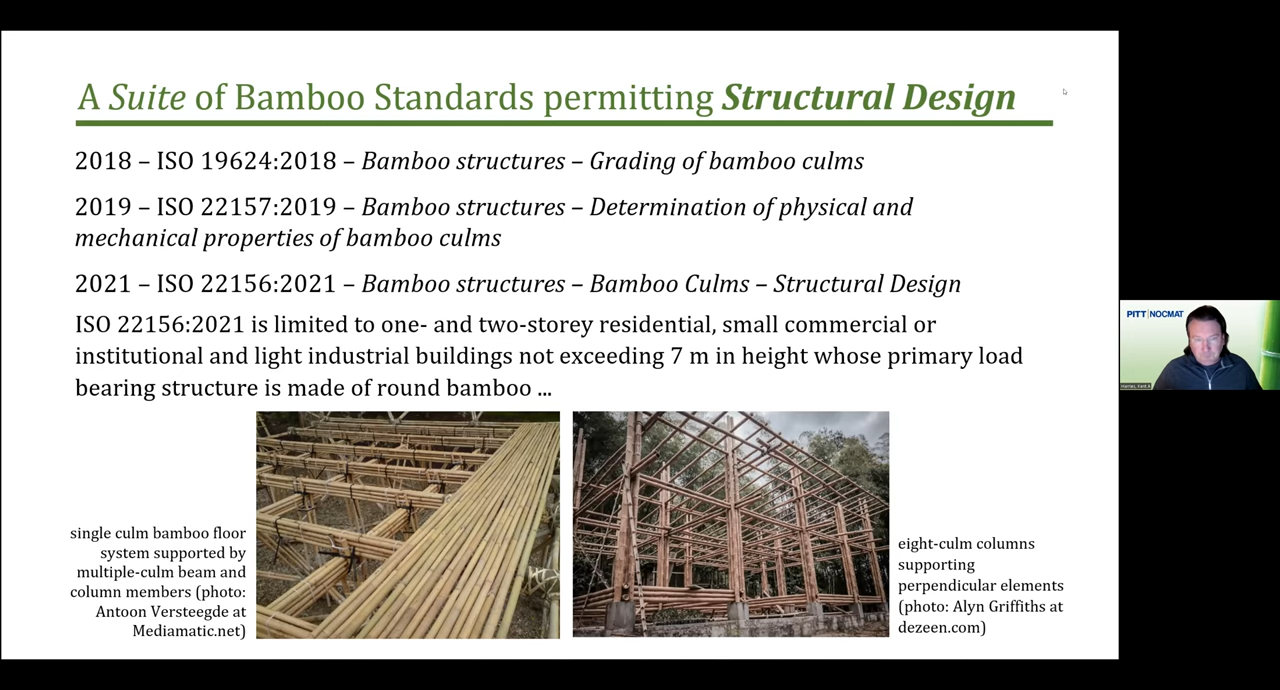 A Suite of Bamboo Standards permitting Structural Design
2018 – ISO 19624:2018 – Bamboo structures – Grading of bamboo culms
2019 – ISO 22157:2019 – Bamboo structures – Determination of physical and
mechanical properties of bamboo culms
2021 – ISO 22156:2021 – Bamboo structures – Bamboo Culms – Structural Design
ISO 22156:2021 is limited to one- and two-storey residential, small commercial or
institutional and light industrial buildings not exceeding 7 m in height whose primary load
bearing structure is made of round bamboo ...
single culm bamboo floor
system supported by
multiple-culm beam and
column members (photo:
Antoon Versteegde at
Mediamatic.net)
eight-culm columns
supporting
perpendicular elements
(photo: Alyn Griffiths at
dezeen.com)
PITT | NOCMAT
Harries, Kent A